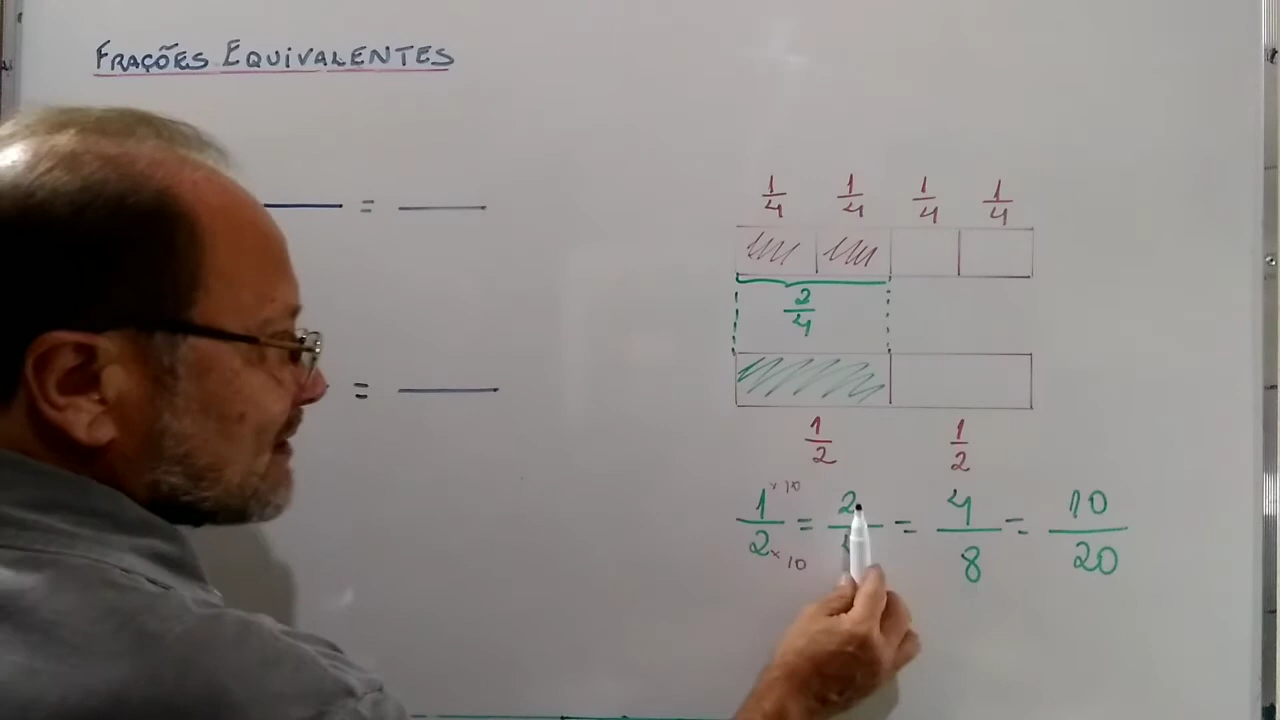 FRAÇÕES EQUIVALENTES
=
1/4 1/4 1/4 1/4
2/4
=
1/2 1/2
1 ×10 / 2 ×10 = 2/ = 4/8 = 10/20